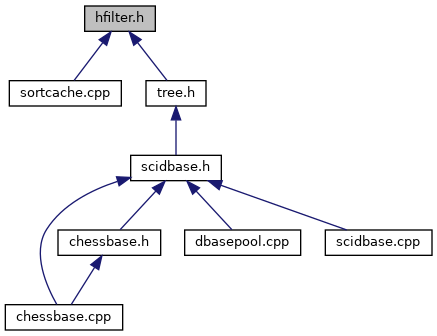 hfilter.h
sortcache.cpp
tree.h
scidbase.h
chessbase.h
dbasepool.cpp
scidbase.cpp
chessbase.cpp